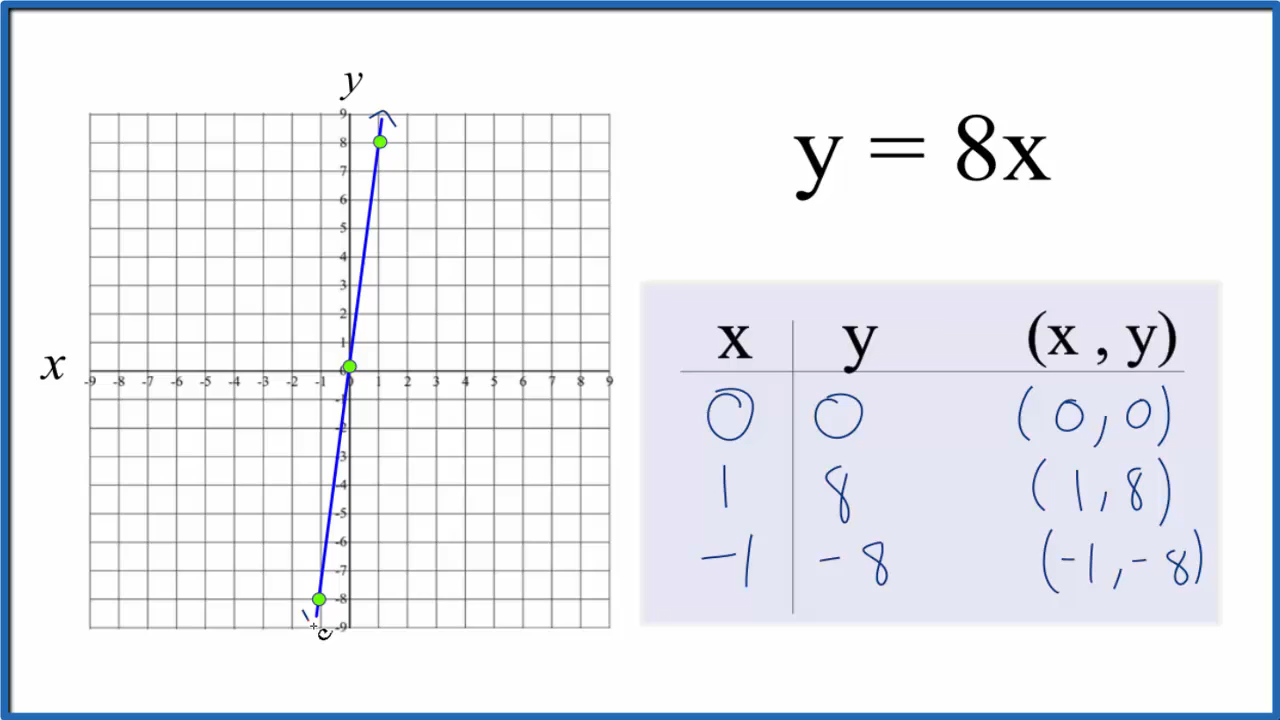 y
y = 8x
9
8
7
6
5
4
3
2
1
x
-9 -8 -7 -6 -5 -4 -3 -2 -1 0 1 2 3 4 5 6 7 8 9
-1
-2
-3
-4
-5
-6
-7
-8
-9
x y (x , y)
0 0 (0, 0)
1 8 (1, 8)
-1 -8 (-1, -8)